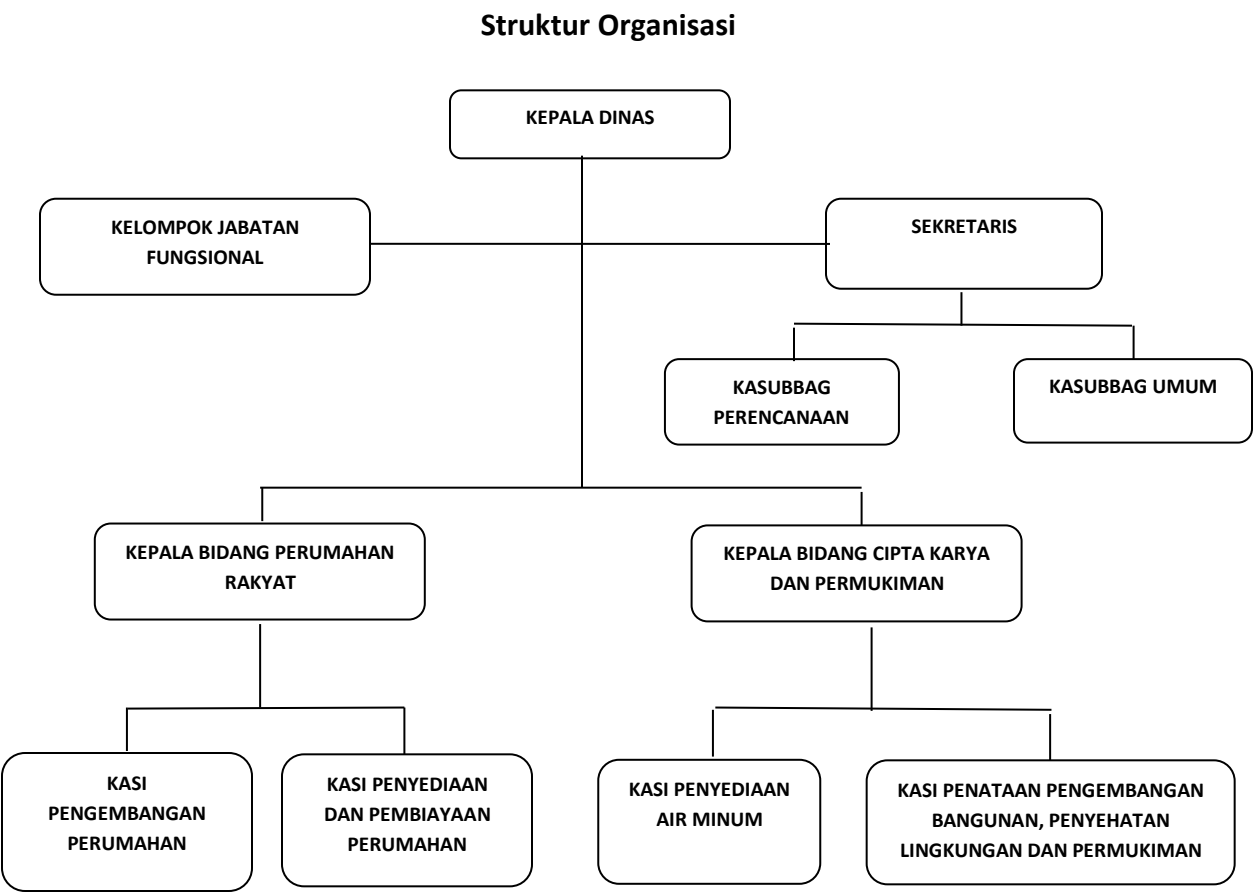 Struktur Organisasi
KEPALA DINAS
KELOMPOK JABATAN
FUNGSIONAL
SEKRETARIS
KASUBBAG
PERENCANAAN
KASUBBAG UMUM
KEPALA BIDANG PERUMAHAN
RAKYAT
KEPALA BIDANG CIPTA KARYA
DAN PERMUKIMAN
KASI
PENGEMBANGAN
PERUMAHAN
KASI PENYEDIAAN
DAN PEMBIAYAAN
PERUMAHAN
KASI PENYEDIAAN
AIR MINUM
KASI PENATAAN PENGEMBANGAN
BANGUNAN, PENYEHATAN
LINGKUNGAN DAN PERMUKIMAN